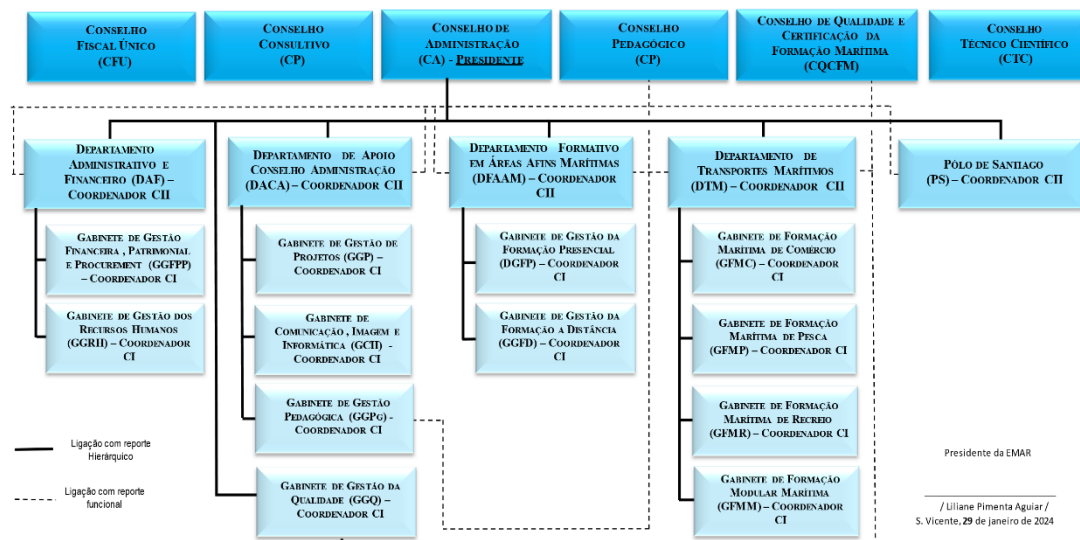 CONSELHO
FISCAL ÚNICO
(CFU)
CONSELHO
CONSULTIVO
(CP)
CONSELHO DE
ADMINISTRAÇÃO
(CA) - PRESIDENTE
CONSELHO
PEDAGÓGICO
(CP)
CONSELHO DE QUALIDADE E
CERTIFICAÇÃO DA
FORMAÇÃO MARÍTIMA
(CQCFM)
CONSELHO
TÉCNICO CIENTÍFICO
(CTC)
DEPARTAMENTO
ADMINISTRATIVO E
FINANCEIRO (DAF) –
COORDENADOR CII
DEPARTAMENTO DE APOIO
CONSELHO ADMINISTRAÇÃO
(DACA) – COORDENADOR CII
DEPARTAMENTO FORMATIVO
EM ÁREAS AFINS MARÍTIMAS
(DFAAM) – COORDENADOR
CII
DEPARTAMENTO DE
TRANSPORTES MARÍTIMOS
(DTM) – COORDENADOR CII
PÓLO DE SANTIAGO
(PS) – COORDENADOR CII
GABINETE DE GESTÃO
FINANCEIRA , PATRIMONIAL
E PROCUREMENT (GGFPP)
– COORDENADOR CI
GABINETE DE GESTÃO DOS
RECURSOS HUMANOS
(GGRH) – COORDENADOR
CI
GABINETE DE GESTÃO DE
PROJETOS (GGP) –
COORDENADOR CI
GABINETE DE
COMUNICAÇÃO , IMAGEM E
INFORMÁTICA (GCII) -
COORDENADOR CI
GABINETE DE GESTÃO
PEDAGÓGICA (GGPG) -
COORDENADOR CI
GABINETE DE GESTÃO DA
QUALIDADE (GGQ) –
COORDENADOR CI
GABINETE DE GESTÃO DA
FORMAÇÃO PRESENCIAL
(DGFP) – COORDENADOR CI
GABINETE DE GESTÃO DA
FORMAÇÃO A DISTÂNCIA
(GGFD) – COORDENADOR CI
GABINETE DE FORMAÇÃO
MARÍTIMA DE COMÉRCIO
(GFMC) – COORDENADOR
CI
GABINETE DE FORMAÇÃO
MARÍTIMA DE PESCA
(GFMP) – COORDENADOR CI
GABINETE DE FORMAÇÃO
MARÍTIMA DE RECREIO
(GFMR) – COORDENADOR CI
GABINETE DE FORMAÇÃO
MODULAR MARÍTIMA
(GFMM) – COORDENADOR
CI
Ligação com reporte
Hierárquico
Ligação com reporte
funcional
Presidente da EMAR
/ Liliane Pimenta Aguiar /
S. Vicente, 29 de janeiro de 2024